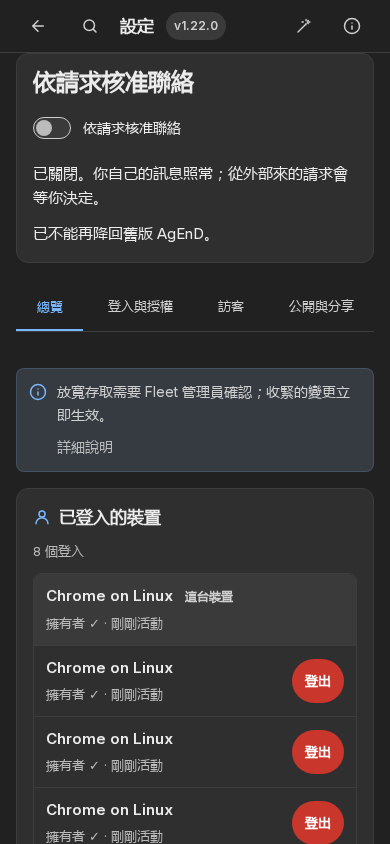 設定 v1.22.0
依請求核准聯絡
依請求核准聯絡
已關閉。你自己的訊息照常；從外部來的請求會
等你決定。
已不能再降回舊版 AgEnD。
總覽 登入與授權 訪客 公開與分享
放寬存取需要 Fleet 管理員確認；收緊的變更立
即生效。
詳細說明
已登入的裝置
8 個登入
Chrome on Linux 這台裝置
擁有者 ✓ · 剛剛活動
Chrome on Linux
擁有者 ✓ · 剛剛活動
登出
Chrome on Linux
擁有者 ✓ · 剛剛活動
登出
Chrome on Linux
擁有者 ✓ · 剛剛活動
登出